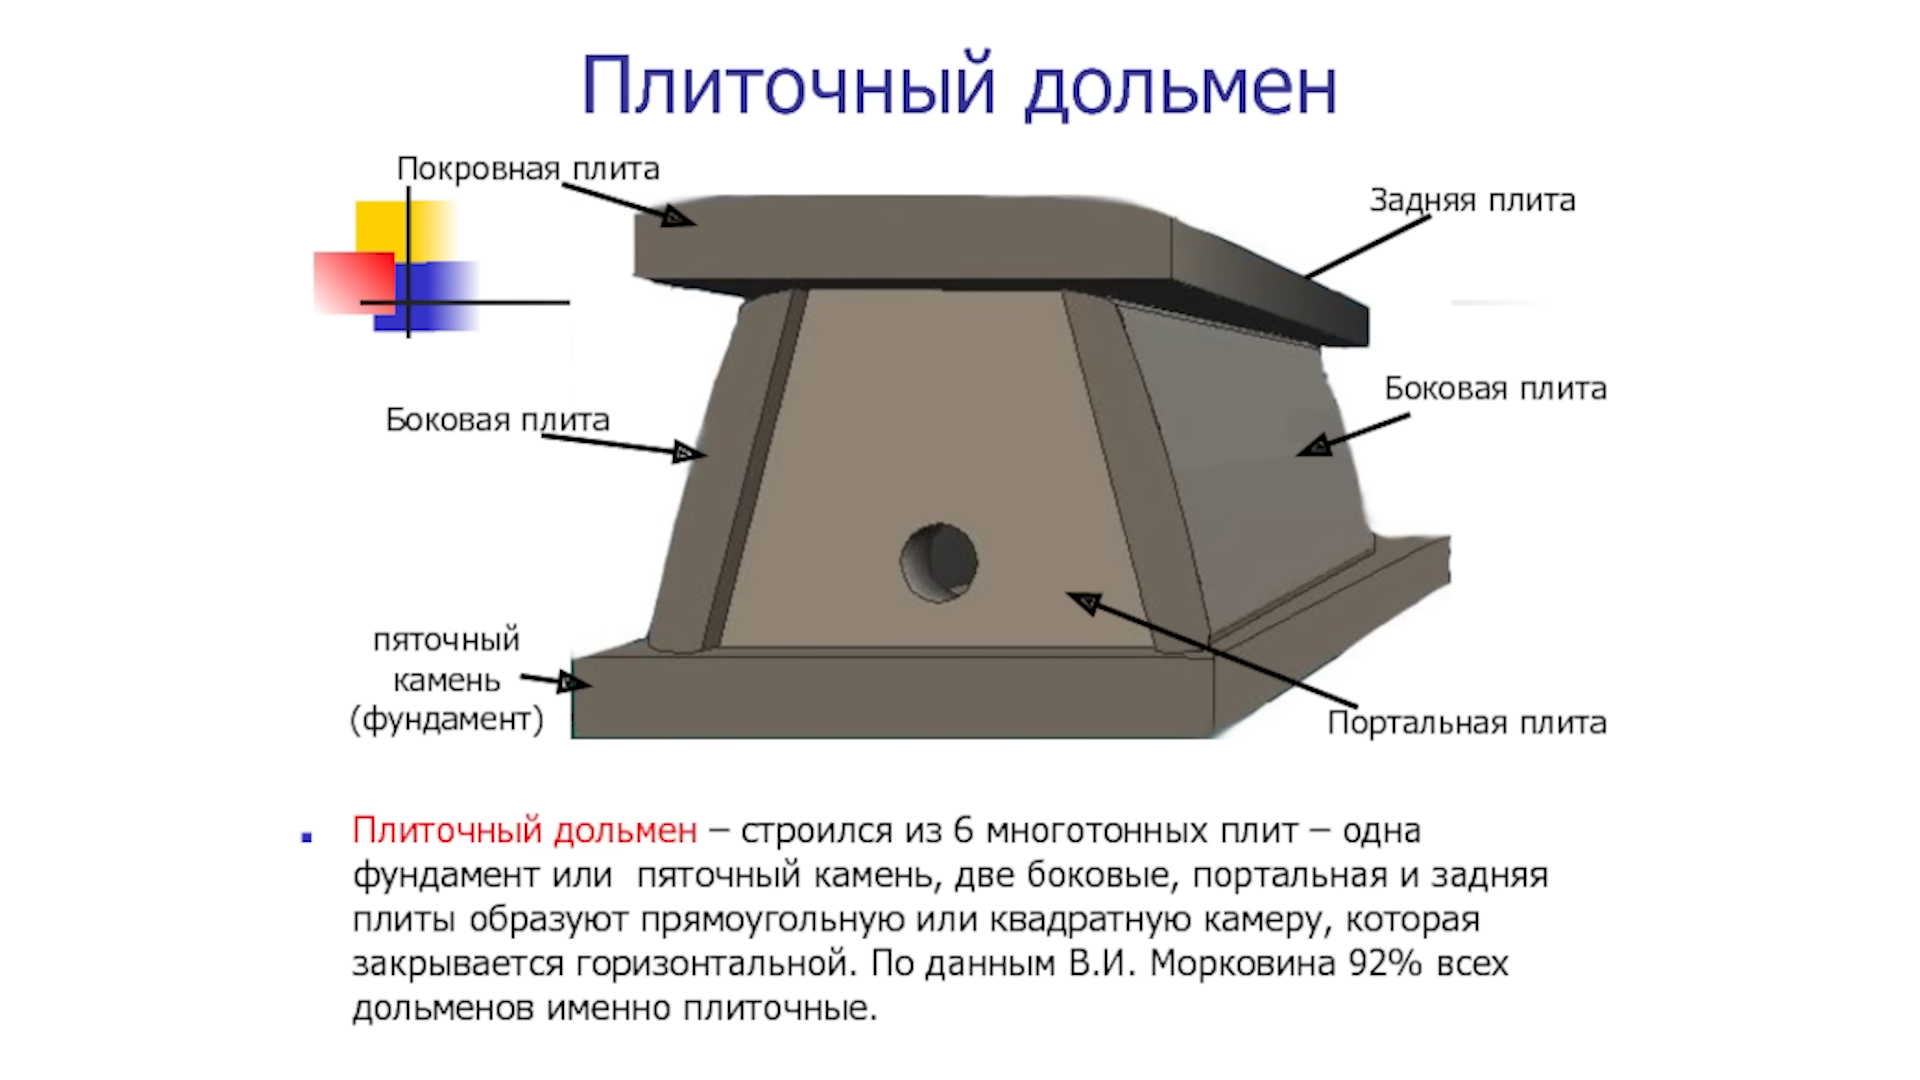 Плиточный дольмен
Покровная плита
Задняя плита
Боковая плита
Боковая плита
пяточный
камень
(фундамент)
Портальная плита
Плиточный дольмен – строился из 6 многотонных плит – одна
фундамент или пяточный камень, две боковые, портальная и задняя
плиты образуют прямоугольную или квадратную камеру, которая
закрывается горизонтальной. По данным В.И. Морковина 92% всех
дольменов именно плиточные.